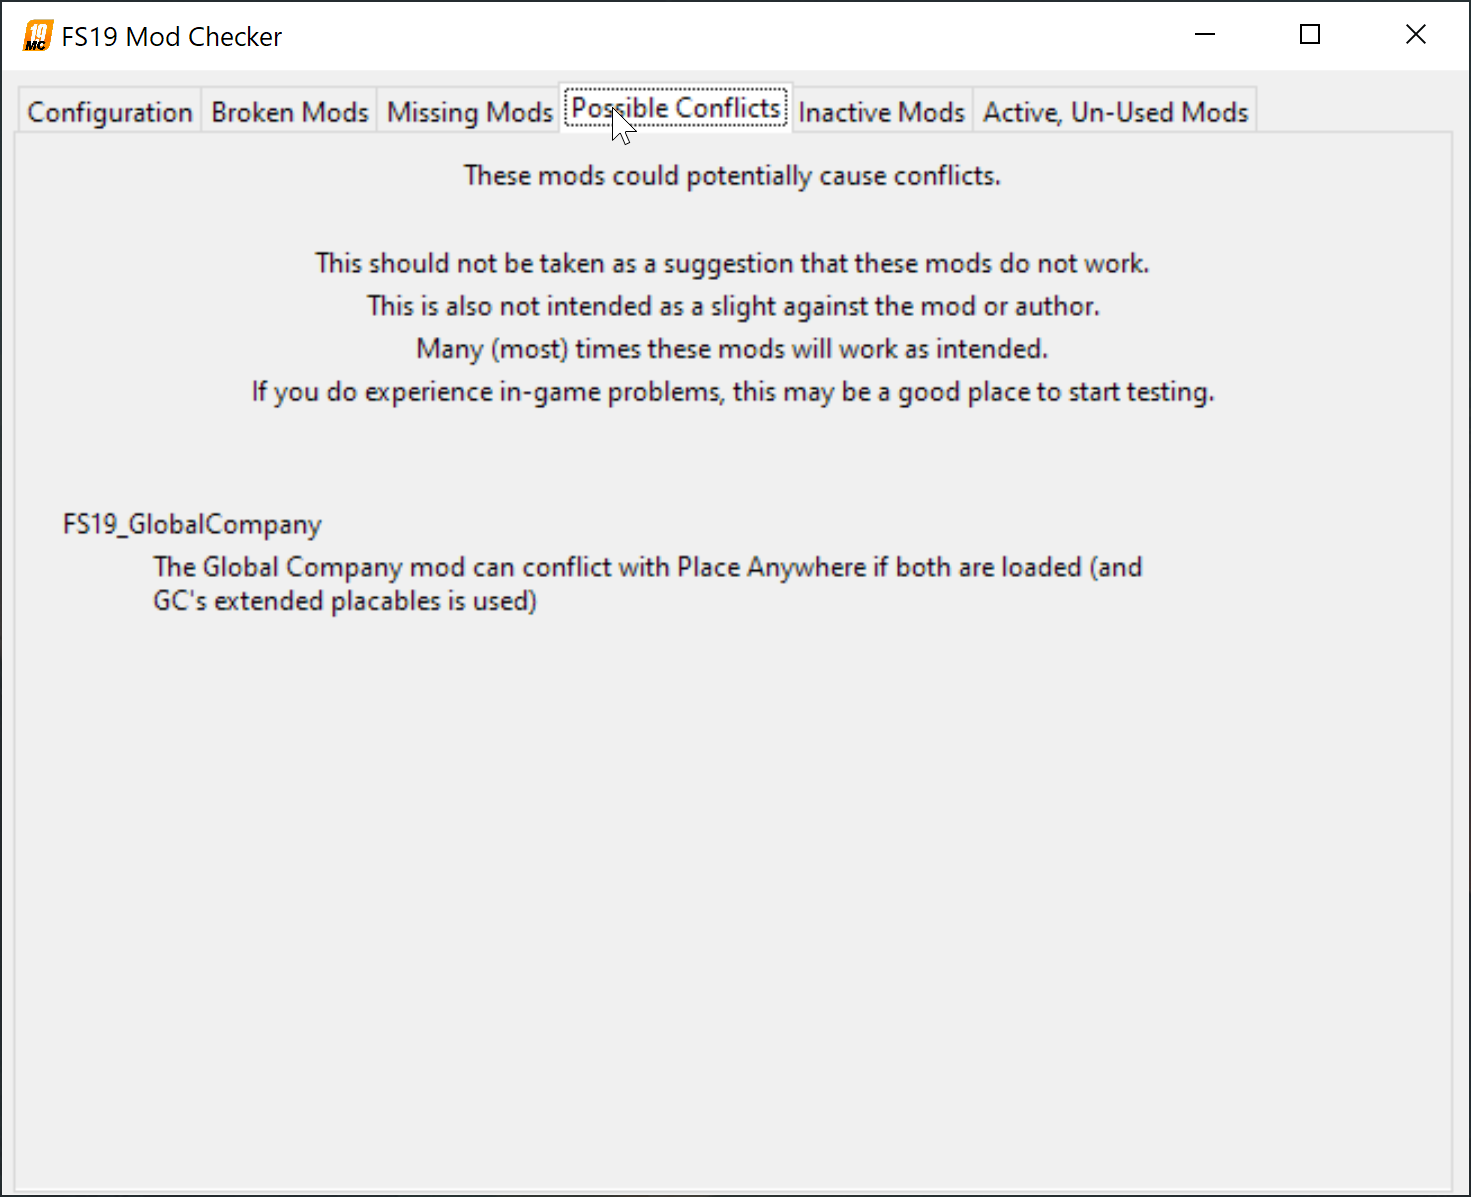 19
MC
FS19 Mod Checker
Configuration
Broken Mods
Missing Mods
Possible Conflicts
Inactive Mods
Active, Un-Used Mods
These mods could potentially cause conflicts.
This should not be taken as a suggestion that these mods do not work.
This is also not intended as a slight against the mod or author.
Many (most) times these mods will work as intended.
If you do experience in-game problems, this may be a good place to start testing.
FS19_GlobalCompany
The Global Company mod can conflict with Place Anywhere if both are loaded (and
GC's extended placables is used)